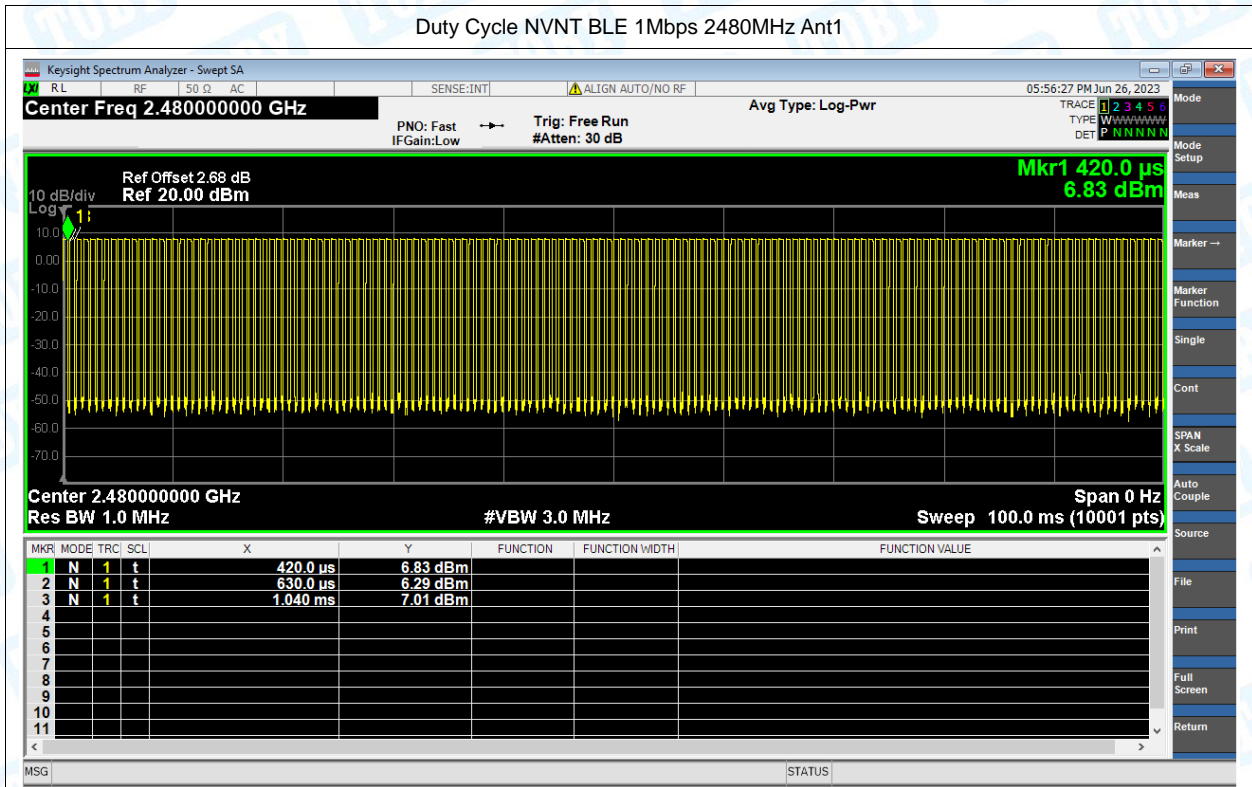 Duty Cycle NVNT BLE 1Mbps 2480MHz Ant1
Keysight Spectrum Analyzer - Swept SA
LXI RL RF 50 Ω AC SENSE:INT ALIGN AUTO/NO RF 05:56:27 PM Jun 26, 2023
Center Freq 2.480000000 GHz
PNO: Fast
IFGain:Low
Trig: Free Run
#Atten: 30 dB
Avg Type: Log-Pwr
TRACE 1 2 3 4 5 6
TYPE WWWWWW
DET P N N N N N
Ref Offset 2.68 dB
Ref 20.00 dBm
10 dB/div
Log
Mkr1 420.0 µs
6.83 dBm
1
10.0
0.00
-10.0
-20.0
-30.0
-40.0
-50.0
-60.0
-70.0
Center 2.480000000 GHz Span 0 Hz
Res BW 1.0 MHz #VBW 3.0 MHz Sweep 100.0 ms (10001 pts)
MKR MODE TRC SCL X Y FUNCTION FUNCTION WIDTH FUNCTION VALUE
1 N 1 t 420.0 µs 6.83 dBm
2 N 1 t 630.0 µs 6.29 dBm
3 N 1 t 1.040 ms 7.01 dBm
4
5
6
7
8
9
10
11
MSG STATUS
Mode
Mode Setup
Meas
Marker →
Marker Function
Single
Cont
SPAN X Scale
Auto Couple
Source
File
Print
Full Screen
Return
TOBY